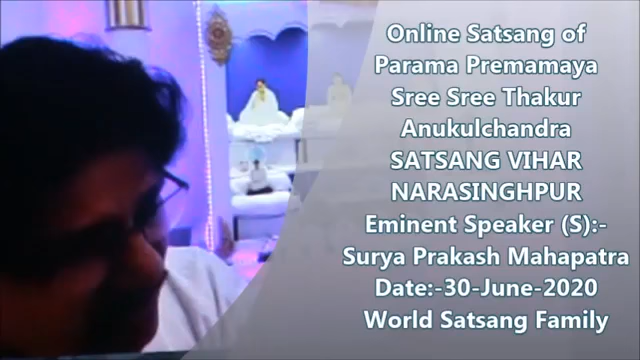 Online Satsang of
Parama Premamaya
Sree Sree Thakur
Anukulchandra
SATSANG VIHAR
NARASINGHPUR
Eminent Speaker (S):-
Surya Prakash Mahapatra
Date:-30-June-2020
World Satsang Family